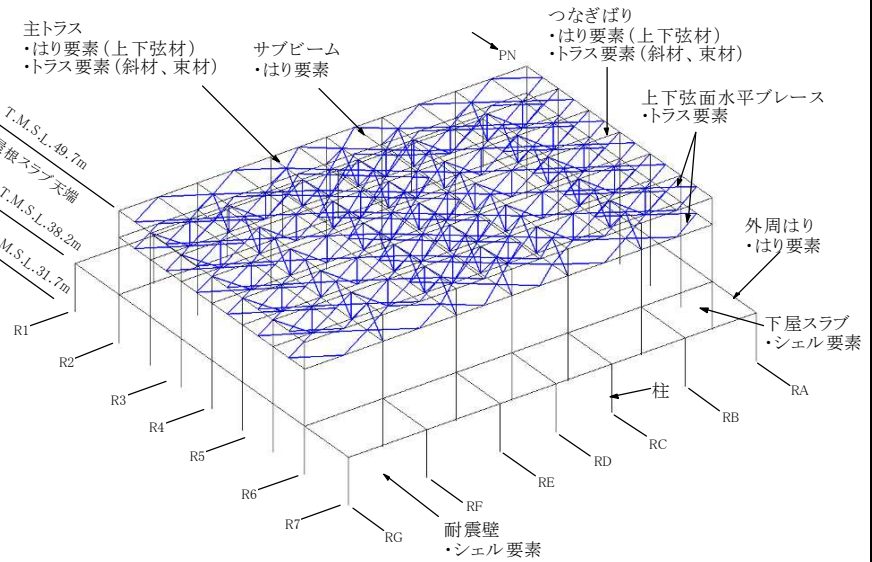 主トラス
・はり要素(上下弦材)
・トラス要素(斜材、束材)
サブビーム
・はり要素
つなぎばり
・はり要素(上下弦材)
・トラス要素(斜材、束材)
PN
上下弦面水平ブレース
・トラス要素
T.M.S.L.49.7m
屋根スラブ天端
T.M.S.L.38.2m
M.S.L.31.7m
外周はり
・はり要素
下屋スラブ
・シェル要素
柱
耐震壁
・シェル要素
R1
R2
R3
R4
R5
R6
R7
RG
RF
RE
RD
RC
RB
RA